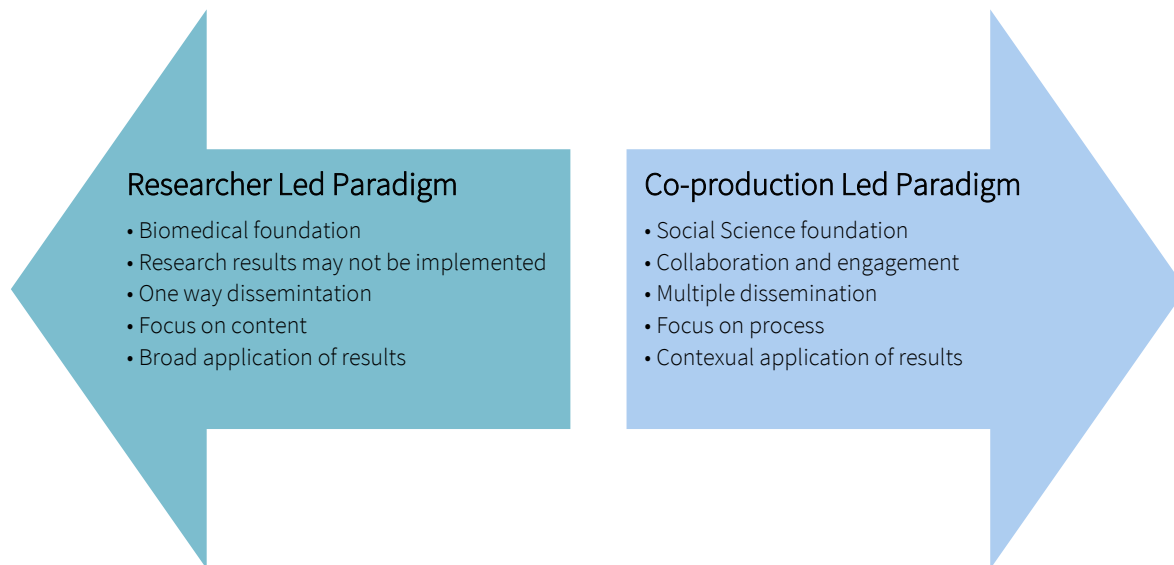 Researcher Led Paradigm
• Biomedical foundation
• Research results may not be implemented
• One way dissemintation
• Focus on content
• Broad application of results
Co-production Led Paradigm
• Social Science foundation
• Collaboration and engagement
• Multiple dissemination
• Focus on process
• Contexual application of results